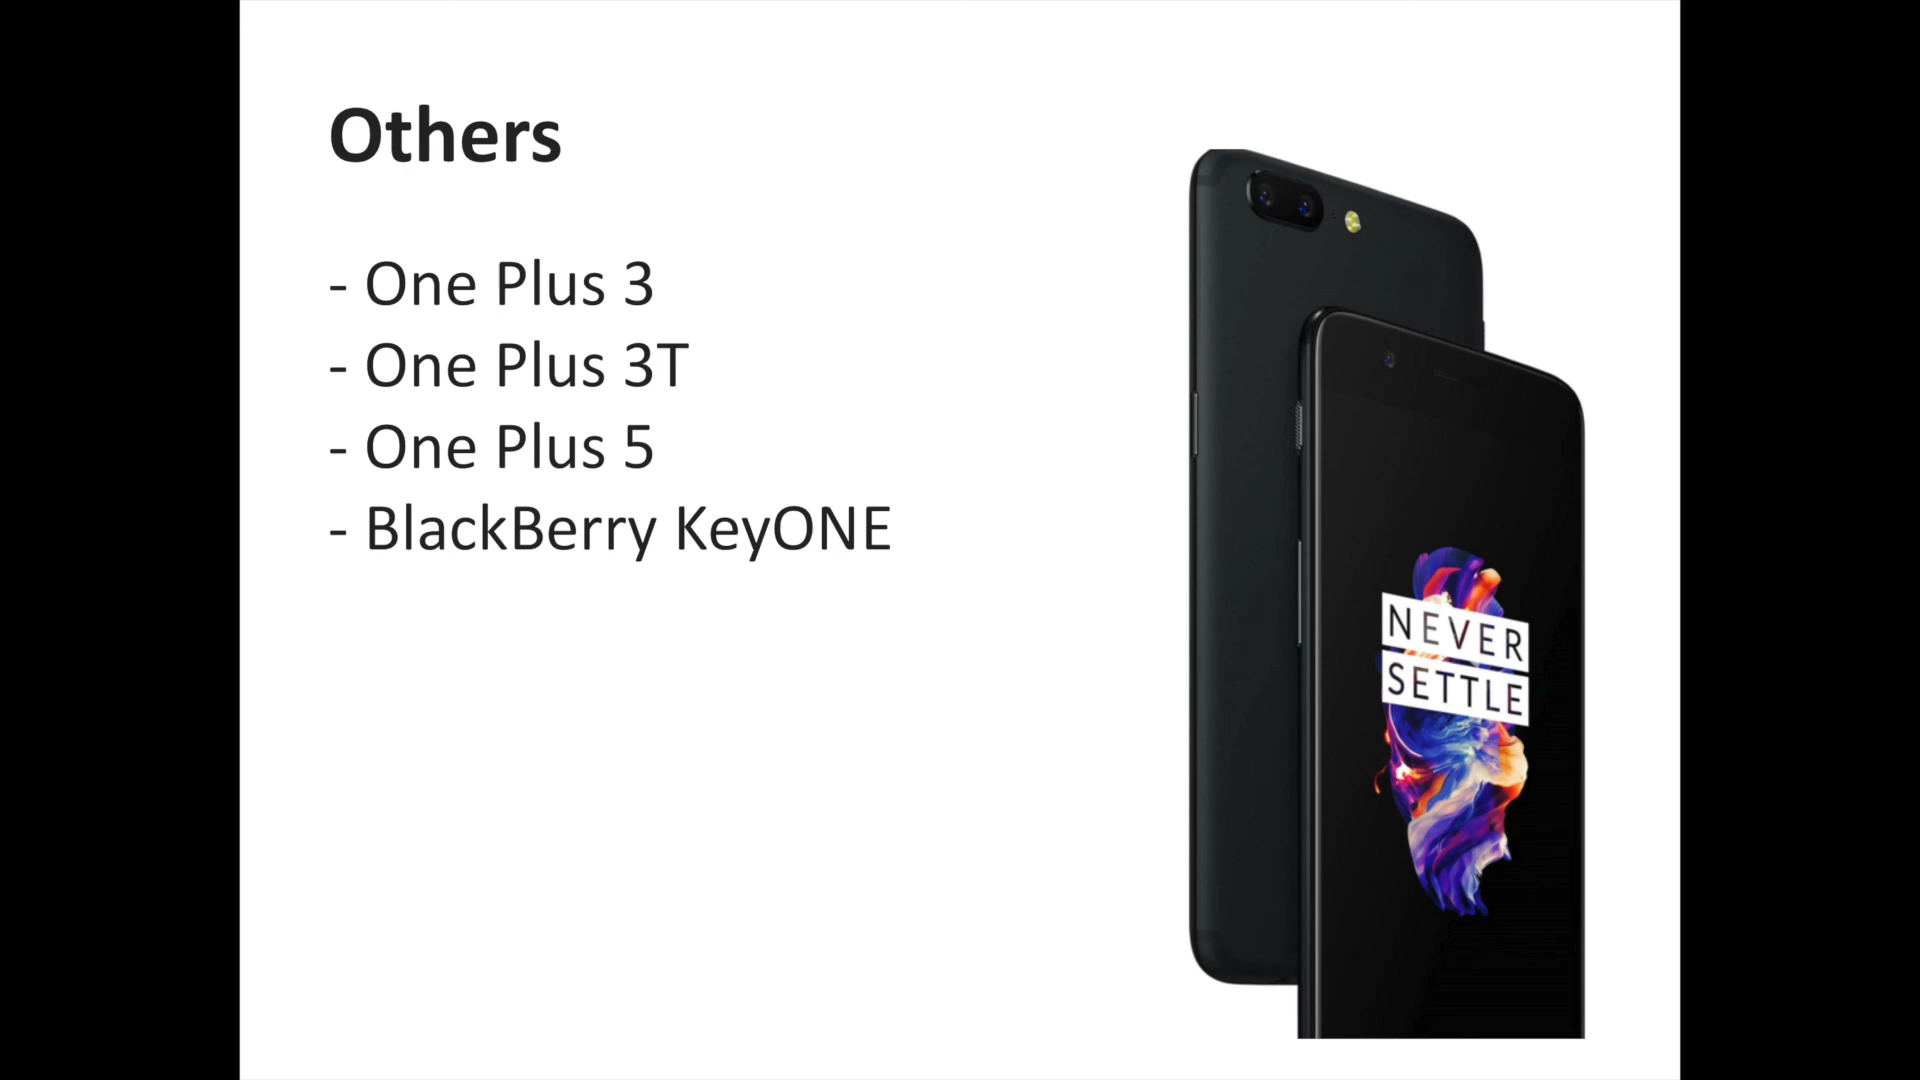 Others
- One Plus 3
- One Plus 3T
- One Plus 5
- BlackBerry KeyONE
NEVER
SETTLE